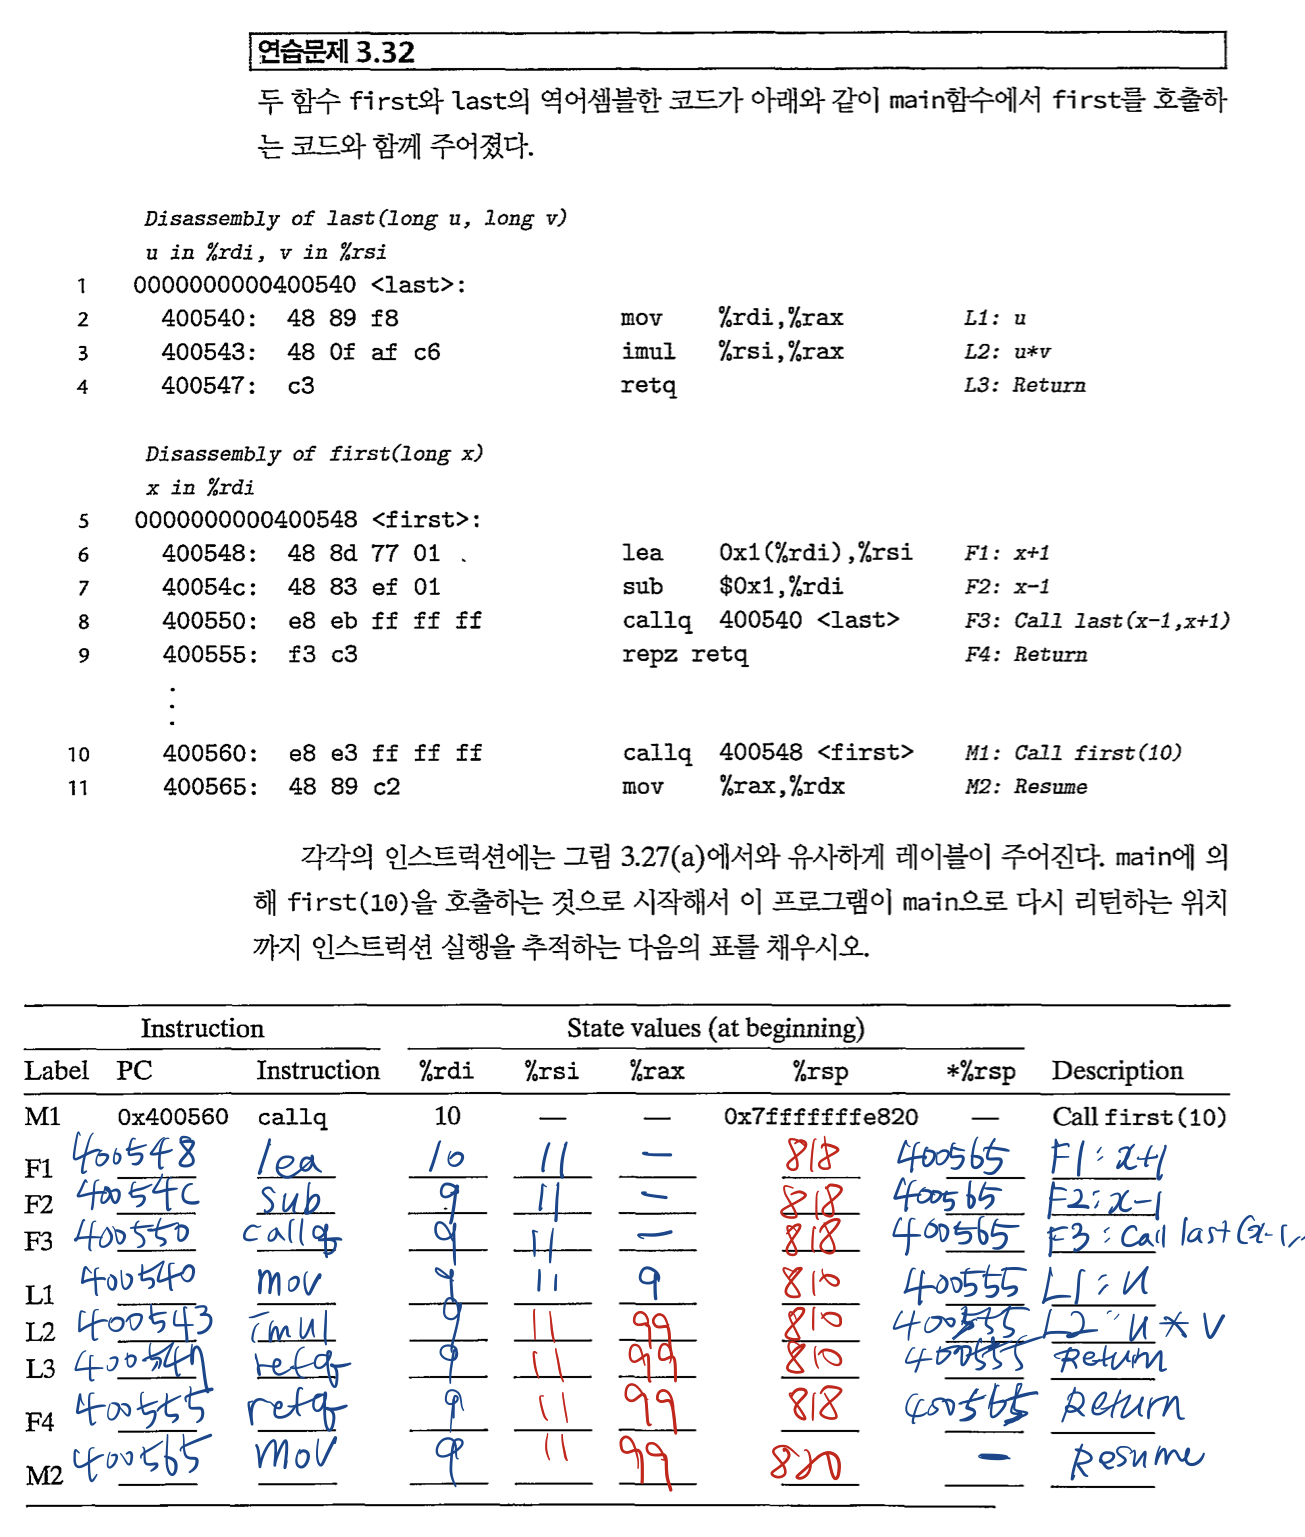 연습문제 3.32
두 함수 first와 last의 역어셈블한 코드가 아래와 같이 main함수에서 first를 호출하
는 코드와 함께 주어졌다.
Disassembly of last(long u, long v)
u in %rdi, v in %rsi
1 0000000000400540 <last>:
2 400540: 48 89 f8 mov %rdi,%rax L1: u
3 400543: 48 0f af c6 imul %rsi,%rax L2: u*v
4 400547: c3 retq L3: Return
Disassembly of first(long x)
x in %rdi
5 0000000000400548 <first>:
6 400548: 48 8d 77 01 lea 0x1(%rdi),%rsi F1: x+1
7 40054c: 48 83 ef 01 sub $0x1,%rdi F2: x-1
8 400550: e8 eb ff ff ff callq 400540 <last> F3: Call last(x-1,x+1)
9 400555: f3 c3 repz retq F4: Return
.
.
.
10 400560: e8 e3 ff ff ff callq 400548 <first> M1: Call first(10)
11 400565: 48 89 c2 mov %rax,%rdx M2: Resume
각각의 인스트럭션에는 그림 3.27(a)에서와 유사하게 레이블이 주어진다. main에 의
해 first(10)을 호출하는 것으로 시작해서 이 프로그램이 main으로 다시 리턴하는 위치
까지 인스트럭션 실행을 추적하는 다음의 표를 채우시오.
Instruction State values (at beginning)
Label PC Instruction %rdi %rsi %rax %rsp *%rsp Description
M1 0x400560 callq 10 — — 0x7fffffffe820 — Call first(10)
F1 400548 lea 10 11 — 818 400565 F1: x+1
F2 40054C sub 9 11 — 818 400565 F2: x-1
F3 400550 callq 9 11 — 818 400565 F3: Call last(x-1,
L1 400540 mov 9 11 9 810 400555 L1: u
L2 400543 imul 9 11 99 810 400555 L2: u*v
L3 400547 retq 9 11 99 810 400555 Return
F4 400555 retq 9 11 99 818 400565 Return
M2 400565 mov 9 11 99 820 — Resume